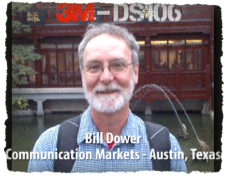 3M-DS106
Bill Dower
Communication Markets - Austin, Texas